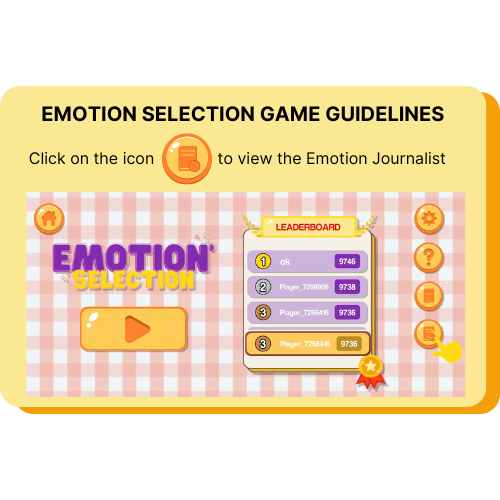 EMOTION SELECTION GAME GUIDELINES
Click on the icon to view the Emotion Journalist
EMOTION
SELECTION
LEADERBOARD
1 ok 9746
2 Player_7256906 9738
3 Player_7256416 9736
3 Player_7256416 9736
?